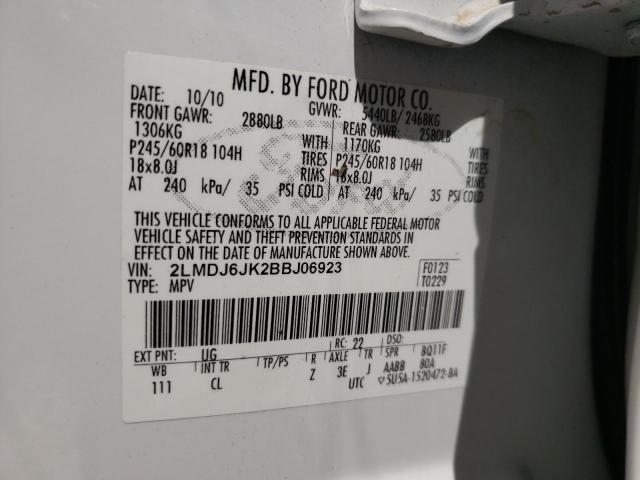 MFD. BY FORD MOTOR CO.
DATE: 10/10 GVWR: 5440LB/ 2468KG
FRONT GAWR: 2880LB REAR GAWR: 2580LB
1306KG WITH 1170KG WITH
P245/60R18 104H TIRES P245/60R18 104H TIRES
18x8.0J RIMS 18x8.0J RIMS
AT 240 kPa/ 35 PSI COLD AT 240 kPa/ 35 PSI COLD
THIS VEHICLE CONFORMS TO ALL APPLICABLE FEDERAL MOTOR
VEHICLE SAFETY AND THEFT PREVENTION STANDARDS IN
EFFECT ON THE DATE OF MANUFACTURE SHOWN ABOVE.
VIN: 2LMDJ6JK2BBJ06923 F0123
TYPE: MPV T0229
EXT PNT: UG RC: 22 DSO:
WB INT TR TP/PS R AXLE TR SPR BQ11F
111 CL Z 3E J AABB 80A
UTC ▽5U5A-1520472-BA